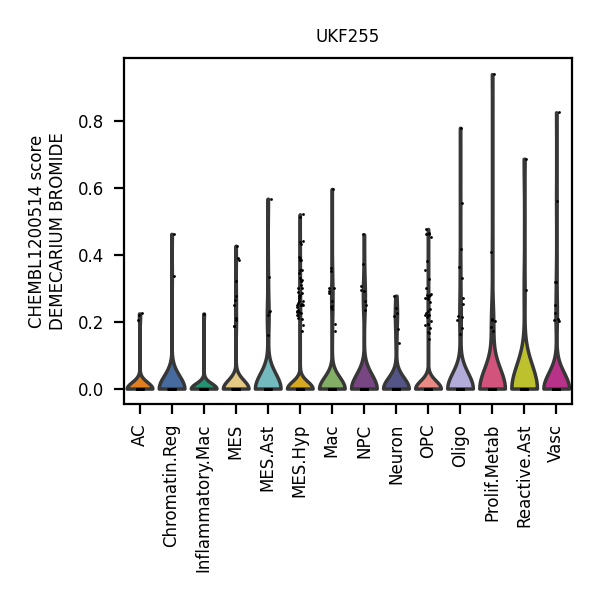 UKF255
CHEMBL1200514 score
DEMECARIUM BROMIDE
0.8
0.6
0.4
0.2
0.0
AC
Chromatin.Reg
Inflammatory.Mac
MES
MES.Ast
MES.Hyp
Mac
NPC
Neuron
OPC
Oligo
Prolif.Metab
Reactive.Ast
Vasc